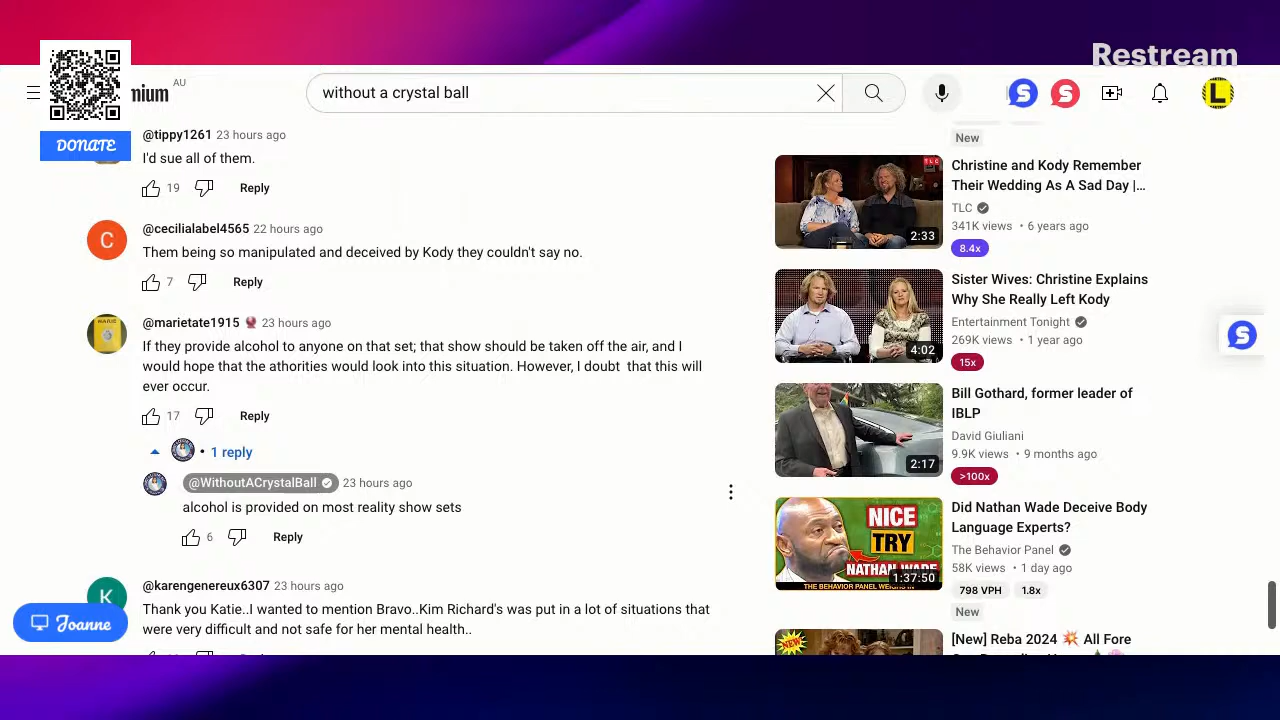 Restream
mium AU
without a crystal ball
L
DONATE
@tippy1261 23 hours ago
I'd sue all of them.
19 Reply
C
@cecilialabel4565 22 hours ago
Them being so manipulated and deceived by Kody they couldn't say no.
7 Reply
@marietate1915 23 hours ago
If they provide alcohol to anyone on that set; that show should be taken off the air, and I
would hope that the athorities would look into this situation. However, I doubt that this will
ever occur.
17 Reply
• 1 reply
@WithoutACrystalBall 23 hours ago
alcohol is provided on most reality show sets
6 Reply
K
@karengenereux6307 23 hours ago
Thank you Katie..I wanted to mention Bravo..Kim Richard's was put in a lot of situations that
were very difficult and not safe for her mental health..
Joanne
New
TLC
2:33
Christine and Kody Remember
Their Wedding As A Sad Day |...
TLC
341K views • 6 years ago
8.4x
4:02
Sister Wives: Christine Explains
Why She Really Left Kody
Entertainment Tonight
269K views • 1 year ago
15x
2:17
Bill Gothard, former leader of
IBLP
David Giuliani
9.9K views • 9 months ago
>100x
NICE
TRY
NATHAN WADE
1:37:50
THE BEHAVIOR PANEL WEIGHS IN
Did Nathan Wade Deceive Body
Language Experts?
The Behavior Panel
58K views • 1 day ago
798 VPH 1.8x
New
NEW
[New] Reba 2024 💥 All Fore